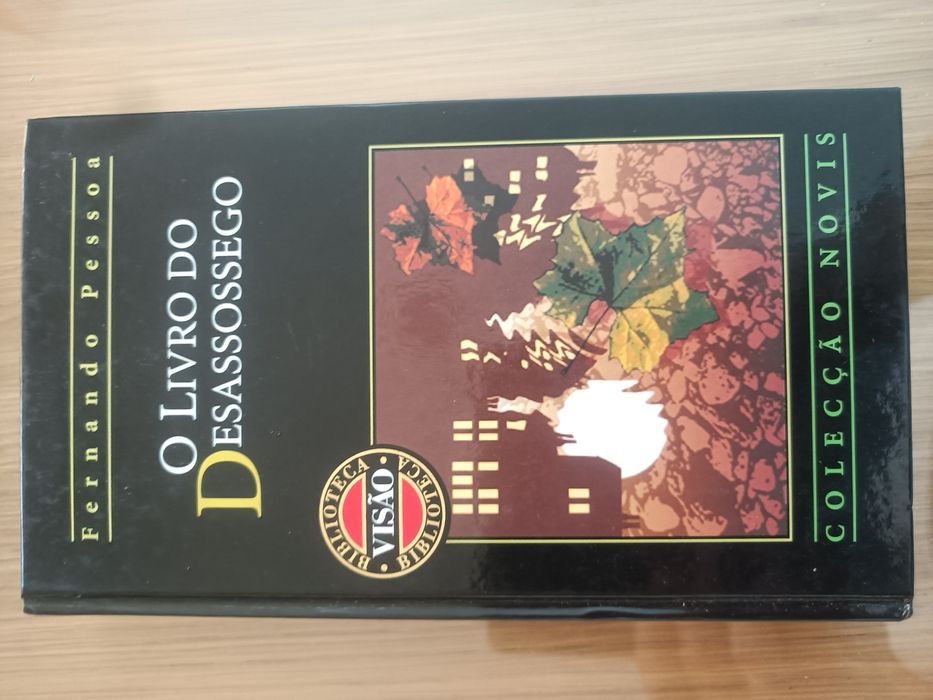 Fernando Pessoa
O LIVRO DO
DESASSOSSEGO
BIBLIOTECA
VISÃO
BIBLIOTECA
COLECÇÃO NOVIS